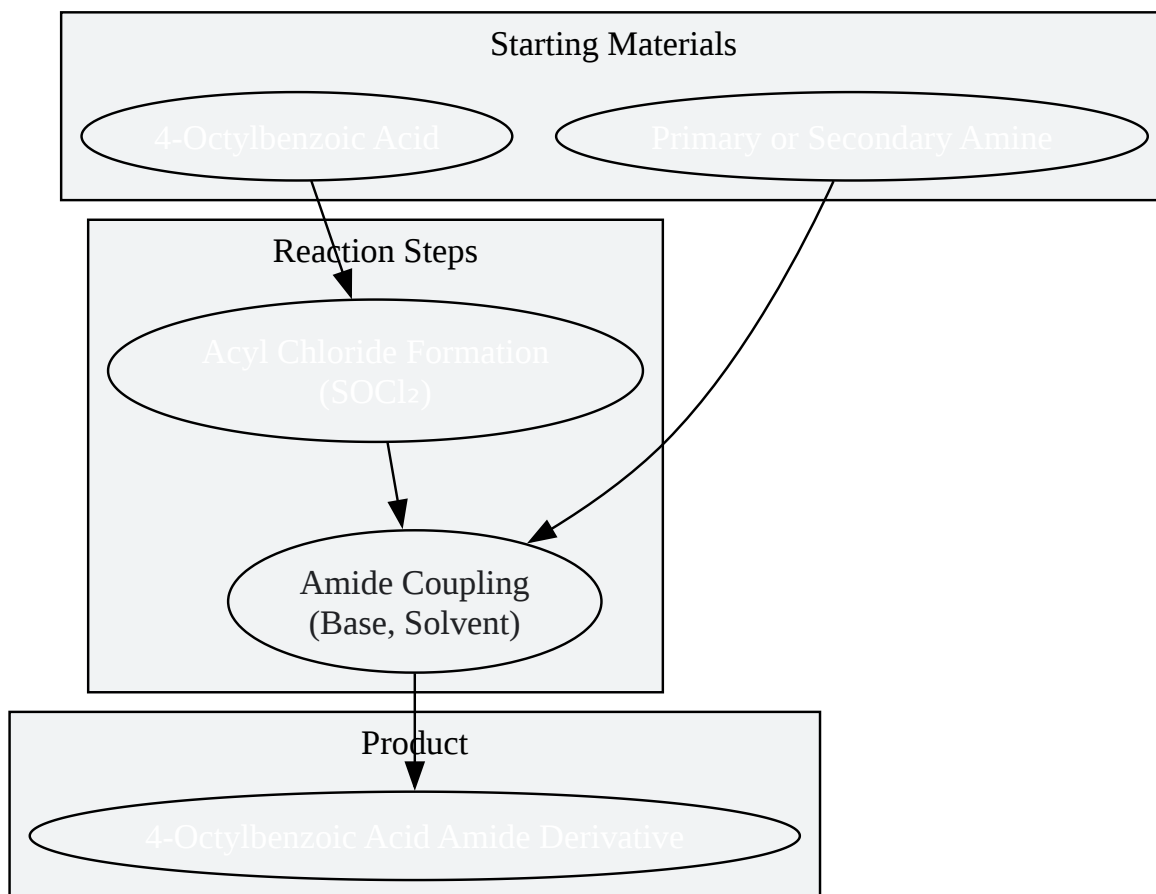 Starting Materials
4-Octylbenzoic Acid
Primary or Secondary Amine
Reaction Steps
Acyl Chloride Formation
(SOCl₂)
Amide Coupling
(Base, Solvent)
Product
4-Octylbenzoic Acid Amide Derivative